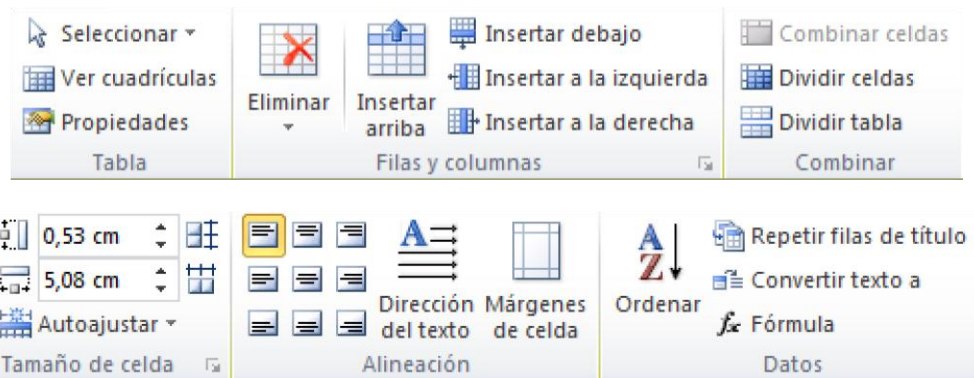 Seleccionar
Ver cuadrículas
Propiedades
Tabla
Eliminar
Insertar
arriba
Insertar debajo
Insertar a la izquierda
Insertar a la derecha
Filas y columnas
Combinar celdas
Dividir celdas
Dividir tabla
Combinar
0,53 cm
5,08 cm
Autoajustar
Tamaño de celda
Dirección
del texto
Márgenes
de celda
Alineación
A
Z
Ordenar
Repetir filas de título
Convertir texto a
fx Fórmula
Datos